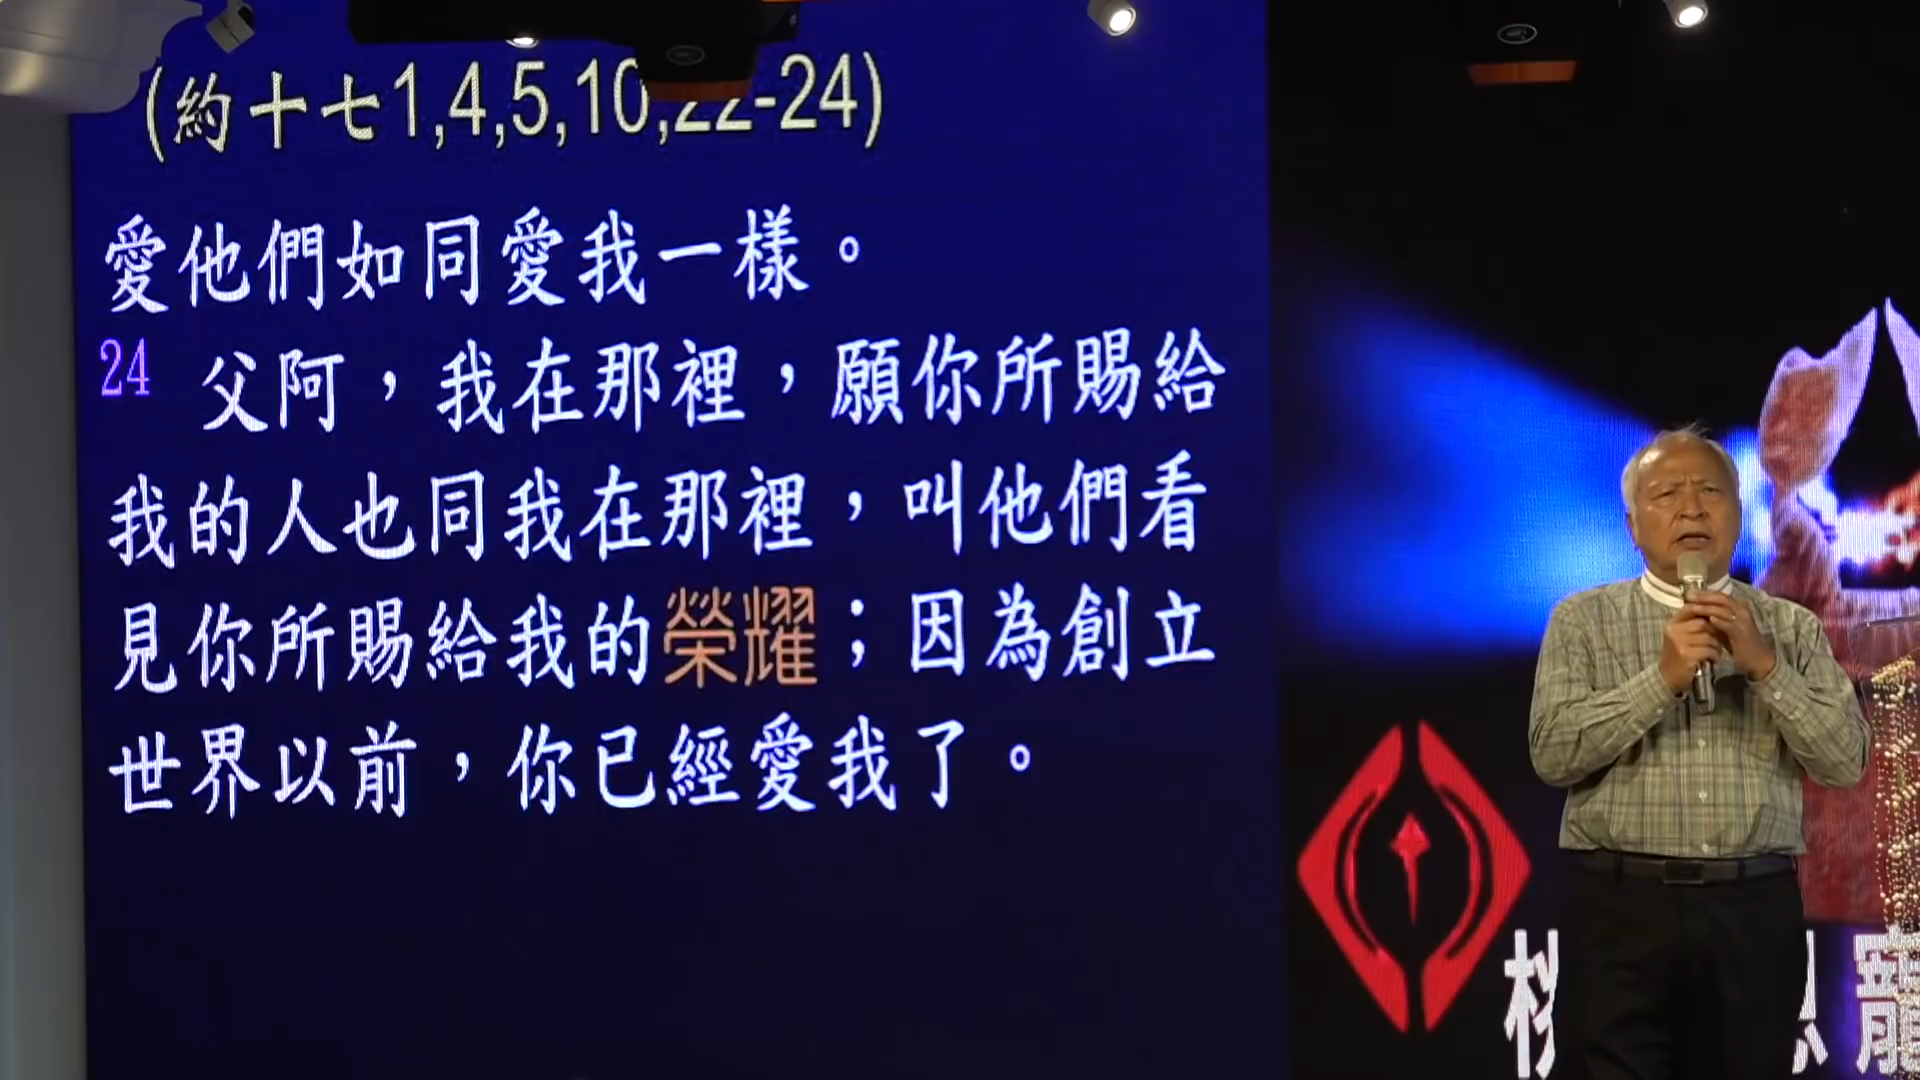 (約十七1,4,5,10,22-24)
愛他們如同愛我一樣。
24 父阿，我在那裡，願你所賜給
我的人也同我在那裡，叫他們看
見你所賜給我的榮耀；因為創立
世界以前，你已經愛我了。